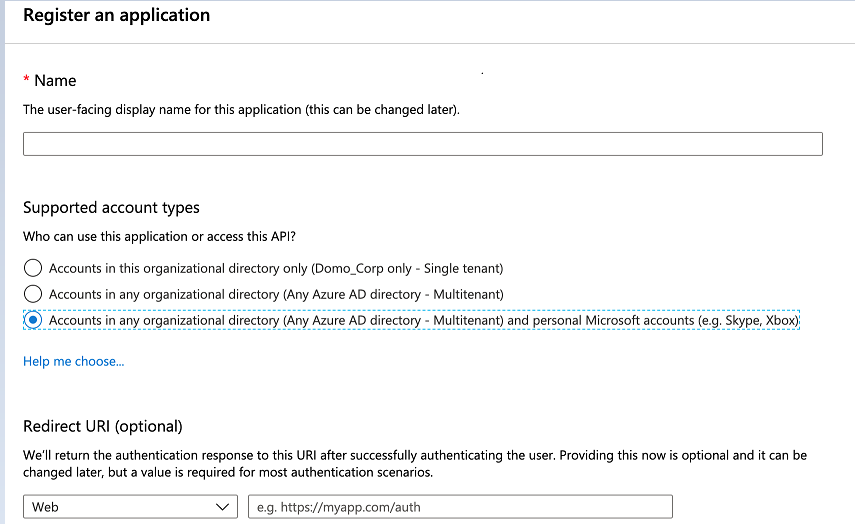 Register an application
* Name
The user-facing display name for this application (this can be changed later).
Supported account types
Who can use this application or access this API?
Accounts in this organizational directory only (Domo_Corp only - Single tenant)
Accounts in any organizational directory (Any Azure AD directory - Multitenant)
Accounts in any organizational directory (Any Azure AD directory - Multitenant) and personal Microsoft accounts (e.g. Skype, Xbox)
Help me choose...
Redirect URI (optional)
We'll return the authentication response to this URI after successfully authenticating the user. Providing this now is optional and it can be
changed later, but a value is required for most authentication scenarios.
Web e.g. https://myapp.com/auth